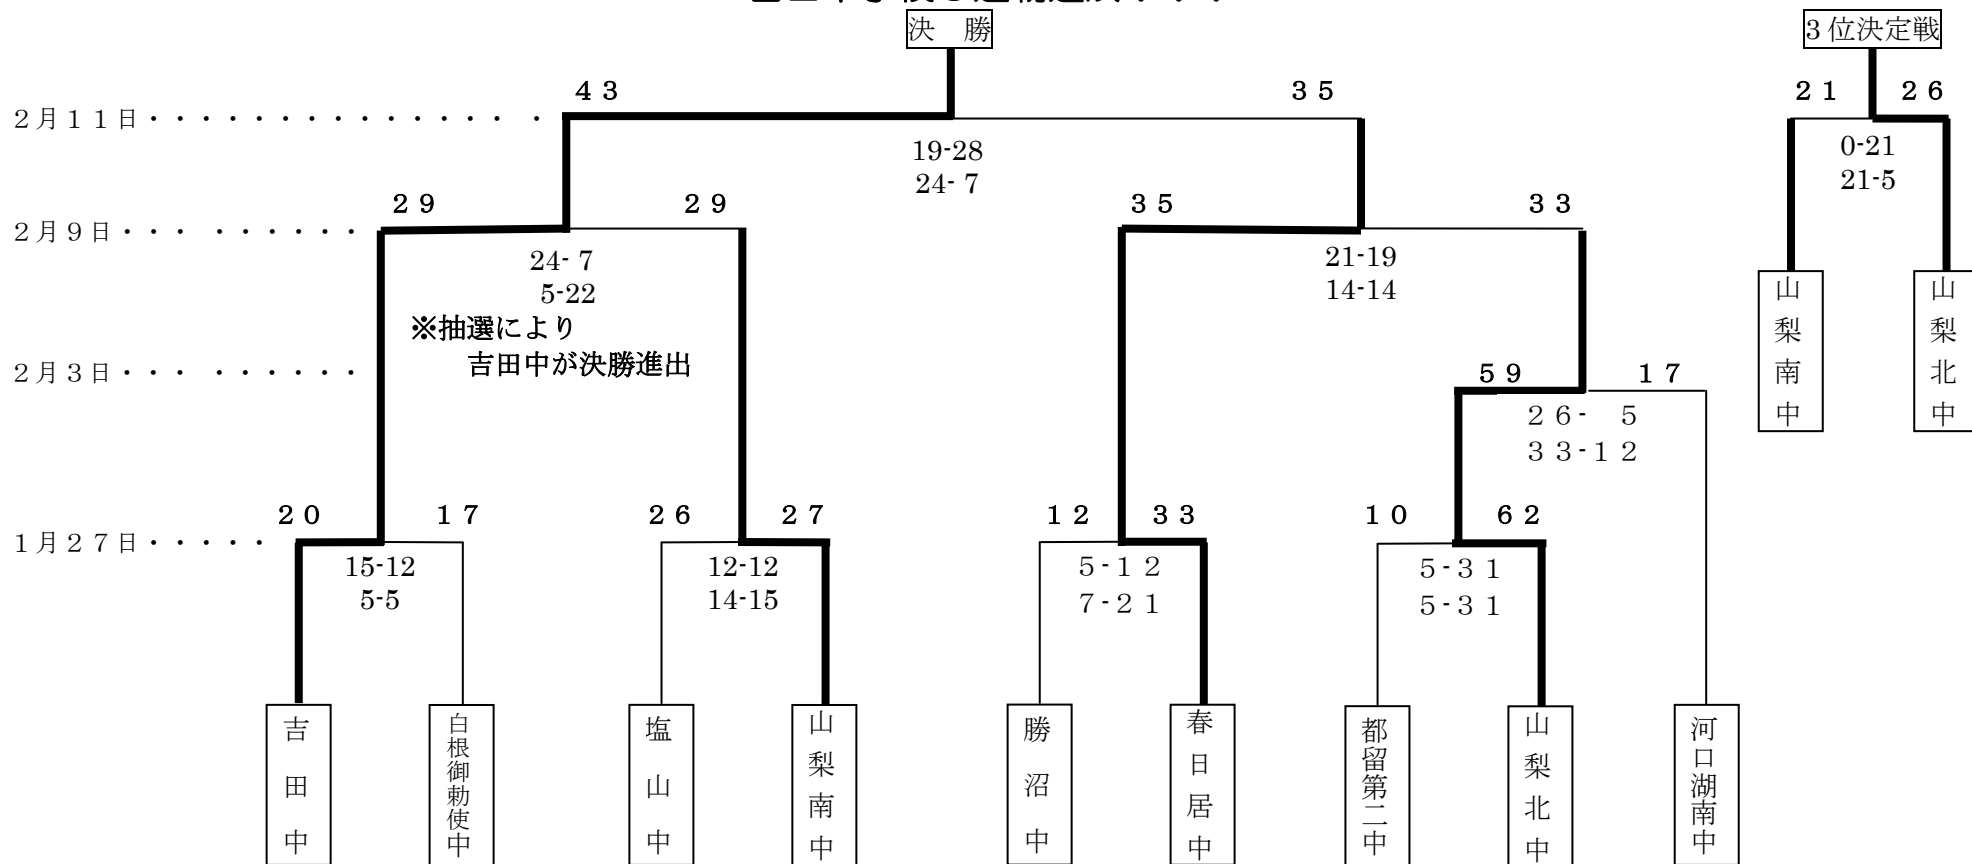 決　勝
３位決定戦
４３
３５
２１
２６
２月１１日・・・・・・・・・・・・・・・
19-28
24- 7
0-21
21-5
２９
２９
３５
３３
２月９日・・・ ・・・・・・
24- 7
5-22
21-19
14-14
※抽選により
吉田中が決勝進出
山梨南中
山梨北中
２月３日・・・ ・・・・・・
５９
１７
２６-　５
３３-１２
２０
１７
２６
２７
１２
３３
１０
６２
１月２７日・・・・・
15-12
5-5
12-12
14-15
５-１２
７-２１
５-３１
５-３１
吉田中
白根御勅使中
塩山中
山梨南中
勝沼中
春日居中
都留第二中
山梨北中
河口湖南中